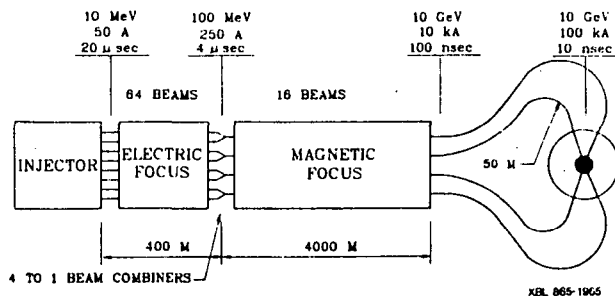 10 MeV
50 A
20 μsec
100 MeV
250 A
4 μsec
10 GeV
10 kA
100 nsec
10 GeV
100 kA
10 nsec
64 BEAMS
16 BEAMS
INJECTOR
ELECTRIC
FOCUS
MAGNETIC
FOCUS
50 M
400 M
4000 M
4 TO 1 BEAM COMBINERS
XBL 865-1965